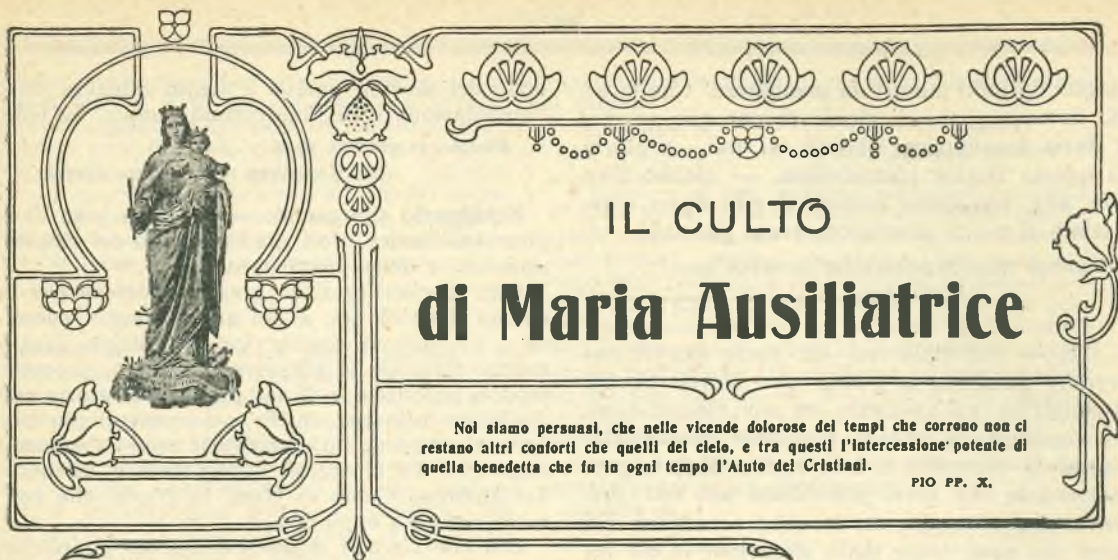 IL CULTO
di Maria Ausiliatrice
Noi siamo persuasi, che nelle vicende dolorose dei tempi che corrono non ci
restano altri conforti che quelli del cielo, e tra questi l'intercessione potente di
quella benedetta che fu in ogni tempo l'Aiuto dei Cristiani.
PIO PP. X.